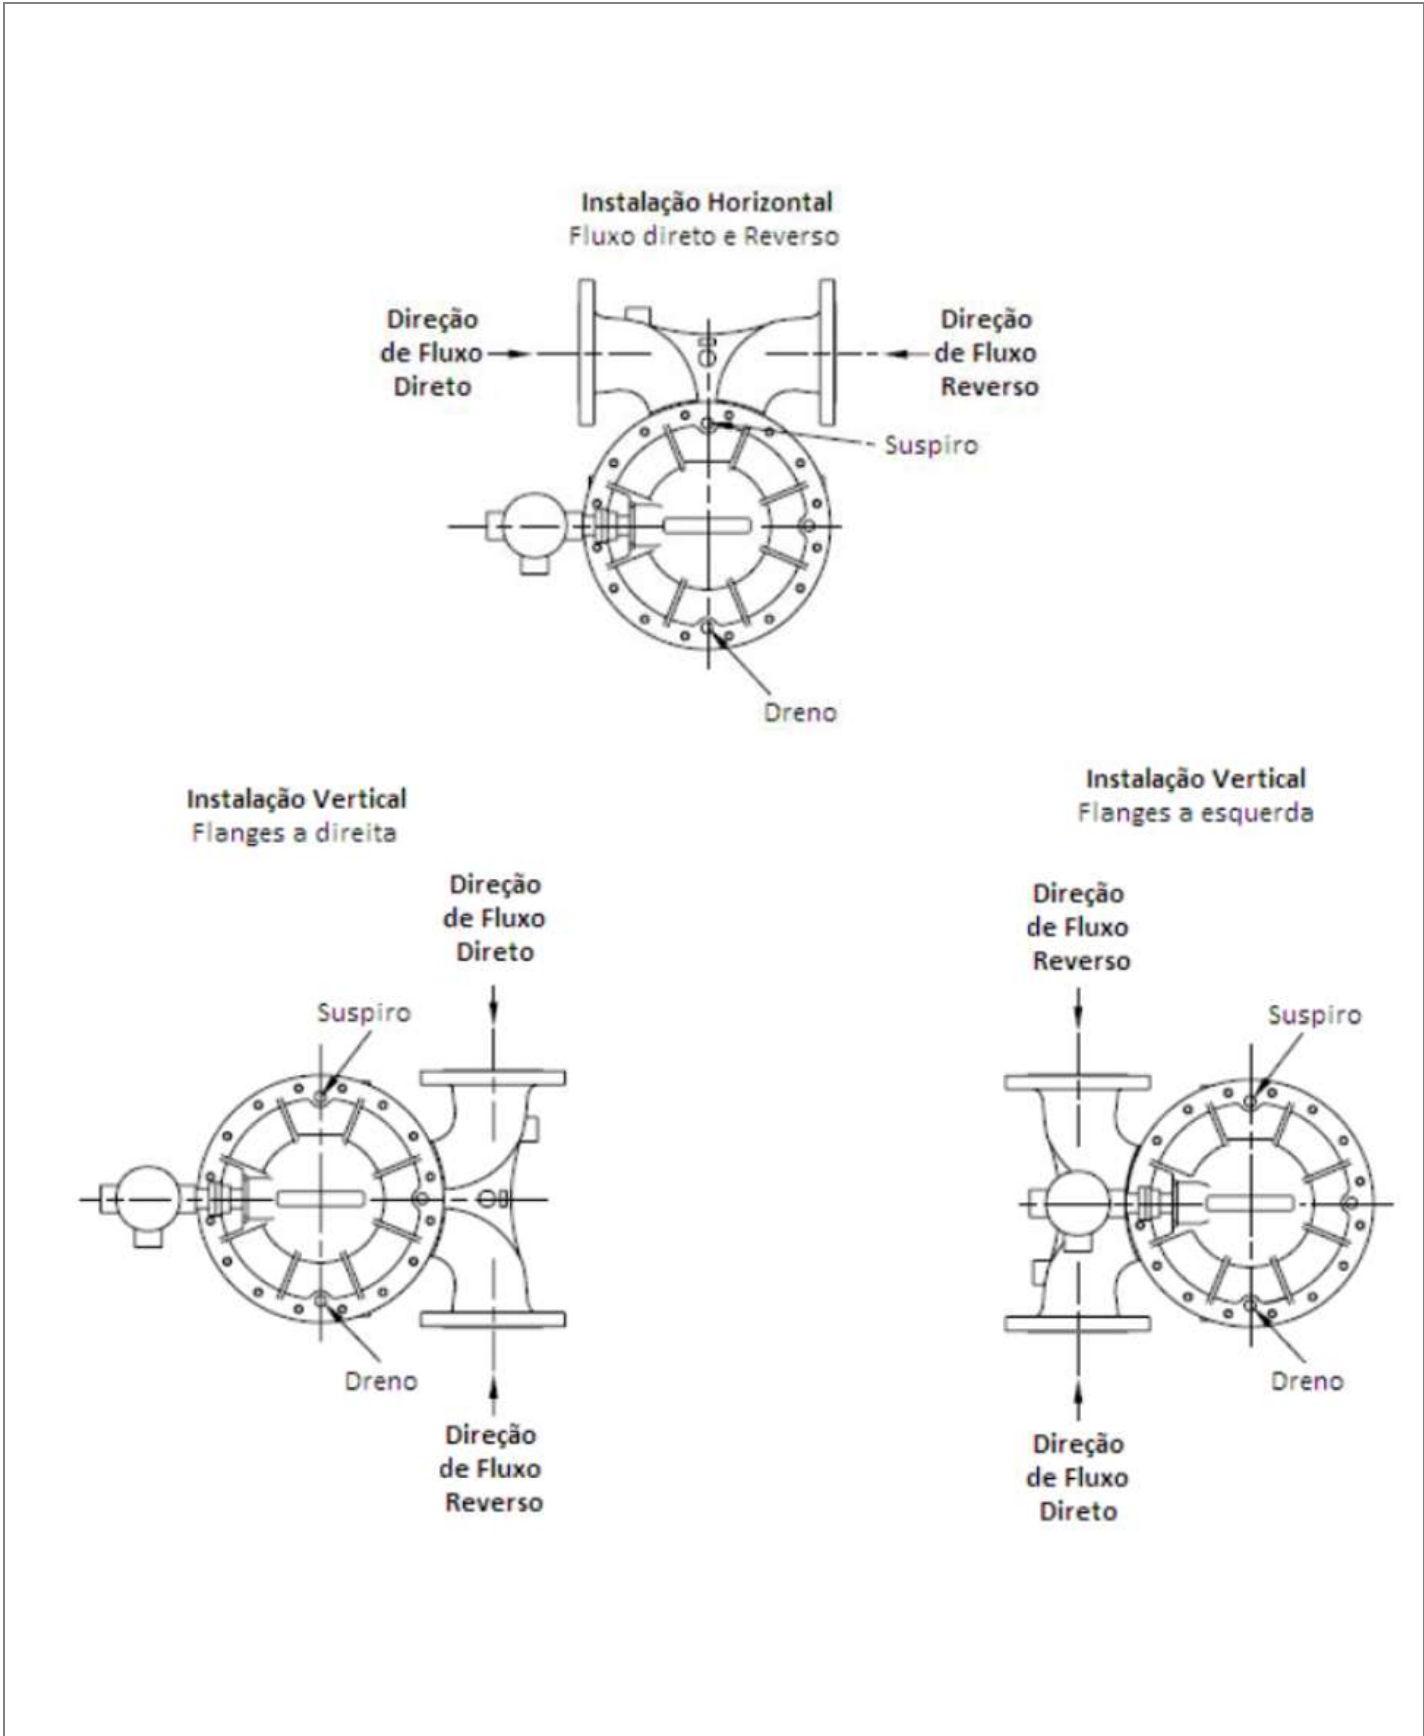 Instalação Horizontal
Fluxo direto e Reverso
Direção
de Fluxo
Direto
Direção
de Fluxo
Reverso
Suspiro
Dreno
Instalação Vertical
Flanges a direita
Direção
de Fluxo
Direto
Suspiro
Dreno
Direção
de Fluxo
Reverso
Instalação Vertical
Flanges a esquerda
Direção
de Fluxo
Reverso
Suspiro
Dreno
Direção
de Fluxo
Direto